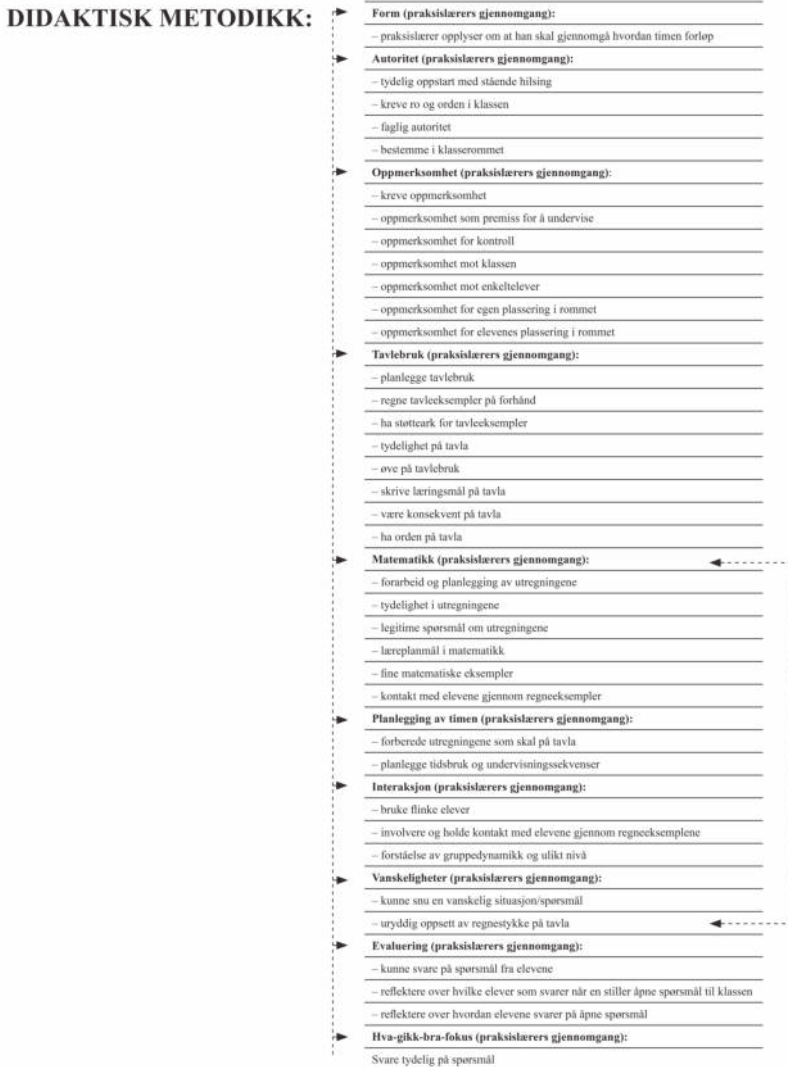 DIDAKTISK METODIKK:
Form (praksislærers gjennomgang):
– praksislærer opplyser om at han skal gjennomgå hvordan timen forløp
Autoritet (praksislærers gjennomgang):
– tydelig oppstart med stående hilsing
– kreve ro og orden i klassen
– faglig autoritet
– bestemme i klasserommet
Oppmerksomhet (praksislærers gjennomgang):
– kreve oppmerksomhet
– oppmerksomhet som premiss for å undervise
– oppmerksomhet for kontroll
– oppmerksomhet mot klassen
– oppmerksomhet mot enkeltelever
– oppmerksomhet for egen plassering i rommet
– oppmerksomhet for elevenes plassering i rommet
Tavlebruk (praksislærers gjennomgang):
– planlegge tavlebruk
– regne tavleeksempler på forhånd
– ha støtteark for tavleeksempler
– tydelighet på tavla
– øve på tavlebruk
– skrive læringsmål på tavla
– være konsekvent på tavla
– ha orden på tavla
Matematikk (praksislærers gjennomgang):
– forarbeid og planlegging av utregningene
– tydelighet i utregningene
– legitime spørsmål om utregningene
– læreplanmål i matematikk
– fine matematiske eksempler
– kontakt med elevene gjennom regneeksempler
Planlegging av timen (praksislærers gjennomgang):
– forberede utregningene som skal på tavla
– planlegge tidsbruk og undervisningssekvenser
Interaksjon (praksislærers gjennomgang):
– bruke flinke elever
– involvere og holde kontakt med elevene gjennom regneeksemplene
– forståelse av gruppedynamikk og ulikt nivå
Vanskeligheter (praksislærers gjennomgang):
– kunne snu en vanskelig situasjon/spørsmål
– uryddig oppsett av regnestykke på tavla
Evaluering (praksislærers gjennomgang):
– kunne svare på spørsmål fra elevene
– reflektere over hvilke elever som svarer når en stiller åpne spørsmål til klassen
– reflektere over hvordan elevene svarer på åpne spørsmål
Hva-gikk-bra-fokus (praksislærers gjennomgang):
Svare tydelig på spørsmål